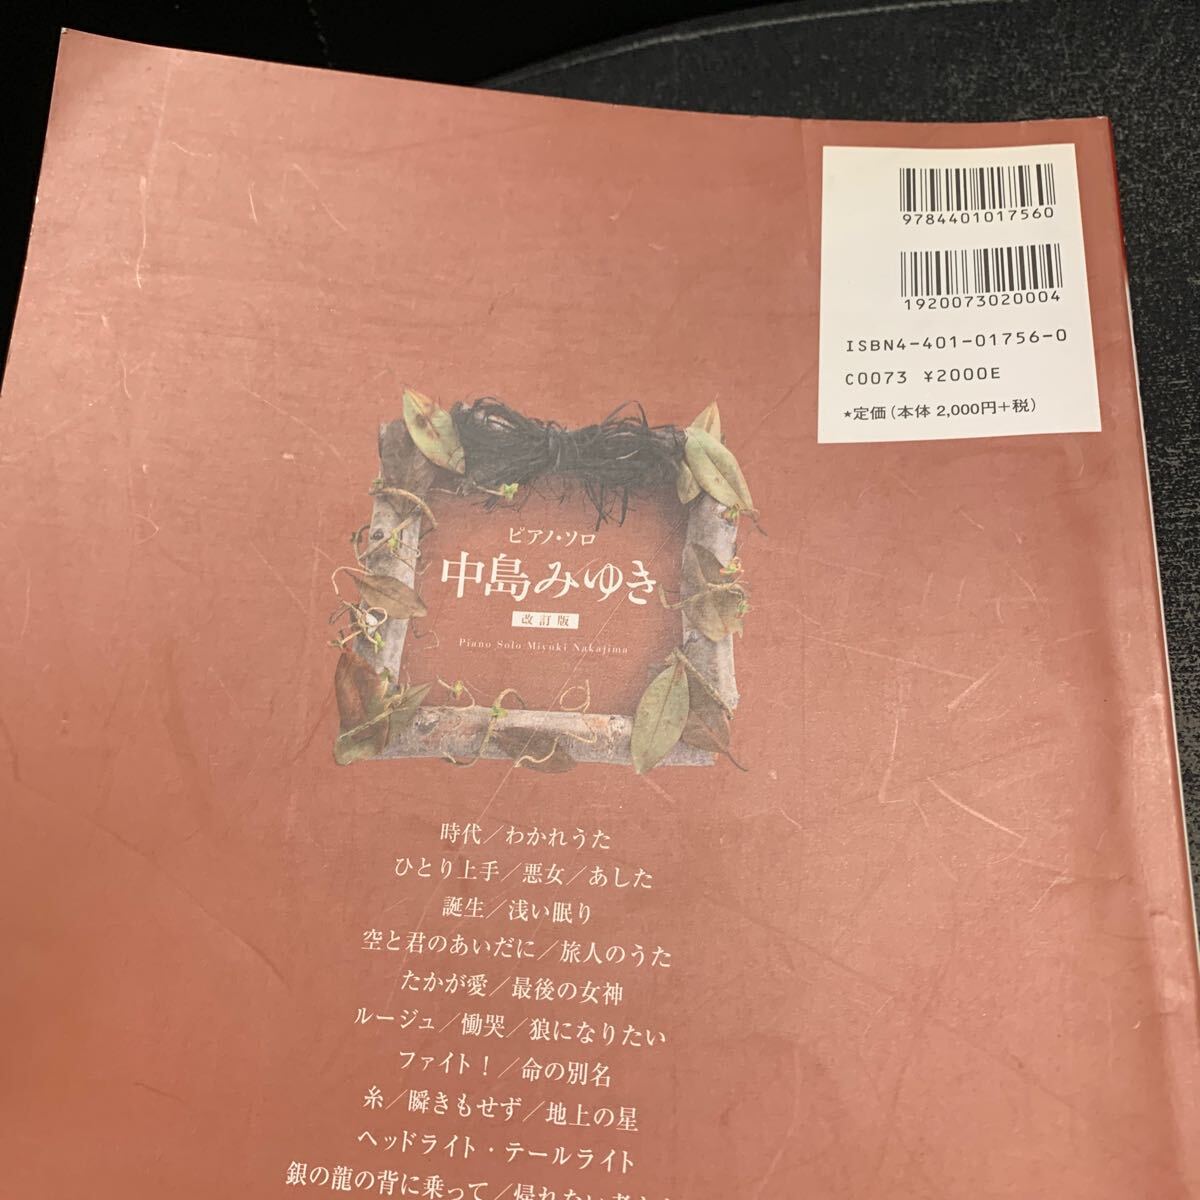 9784401017560
1920073020004
ISBN4-401-01756-0
C0073 ¥2000E
★定価(本体 2,000円+税)
ピアノ・ソロ
中島みゆき
改訂版
Piano Solo Miyuki Nakajima
時代／わかれうた
ひとり上手／悪女／あした
誕生／浅い眠り
空と君のあいだに／旅人のうた
たかが愛／最後の女神
ルージュ／慟哭／狼になりたい
ファイト！／命の別名
糸／瞬きもせず／地上の星
ヘッドライト・テールライト
銀の龍の背に乗って／帰れない者